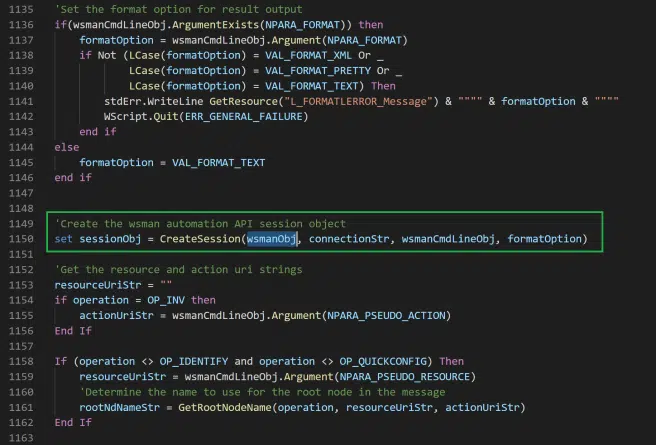 1135 'Set the format option for result output
1136 if(wsmanCmdLineObj.ArgumentExists(NPARA_FORMAT)) then
1137 formatOption = wsmanCmdLineObj.Argument(NPARA_FORMAT)
1138 if Not (LCase(formatOption) = VAL_FORMAT_XML Or _
1139 LCase(formatOption) = VAL_FORMAT_PRETTY Or _
1140 LCase(formatOption) = VAL_FORMAT_TEXT) Then
1141 stdErr.WriteLine GetResource("L_FORMATLERROR_Message") & """" & formatOption & """"
1142 WScript.Quit(ERR_GENERAL_FAILURE)
1143 end if
1144 else
1145 formatOption = VAL_FORMAT_TEXT
1146 end if
1147
1148
1149 'Create the wsman automation API session object
1150 set sessionObj = CreateSession(wsmanObj, connectionStr, wsmanCmdLineObj, formatOption)
1151
1152 'Get the resource and action uri strings
1153 resourceUriStr = ""
1154 if operation = OP_INV then
1155 actionUriStr = wsmanCmdLineObj.Argument(NPARA_PSEUDO_ACTION)
1156 End If
1157
1158 If (operation <> OP_IDENTIFY and operation <> OP_QUICKCONFIG) Then
1159 resourceUriStr = wsmanCmdLineObj.Argument(NPARA_PSEUDO_RESOURCE)
1160 'Determine the name to use for the root node in the message
1161 rootNdNameStr = GetRootNodeName(operation, resourceUriStr, actionUriStr)
1162 End If
1163